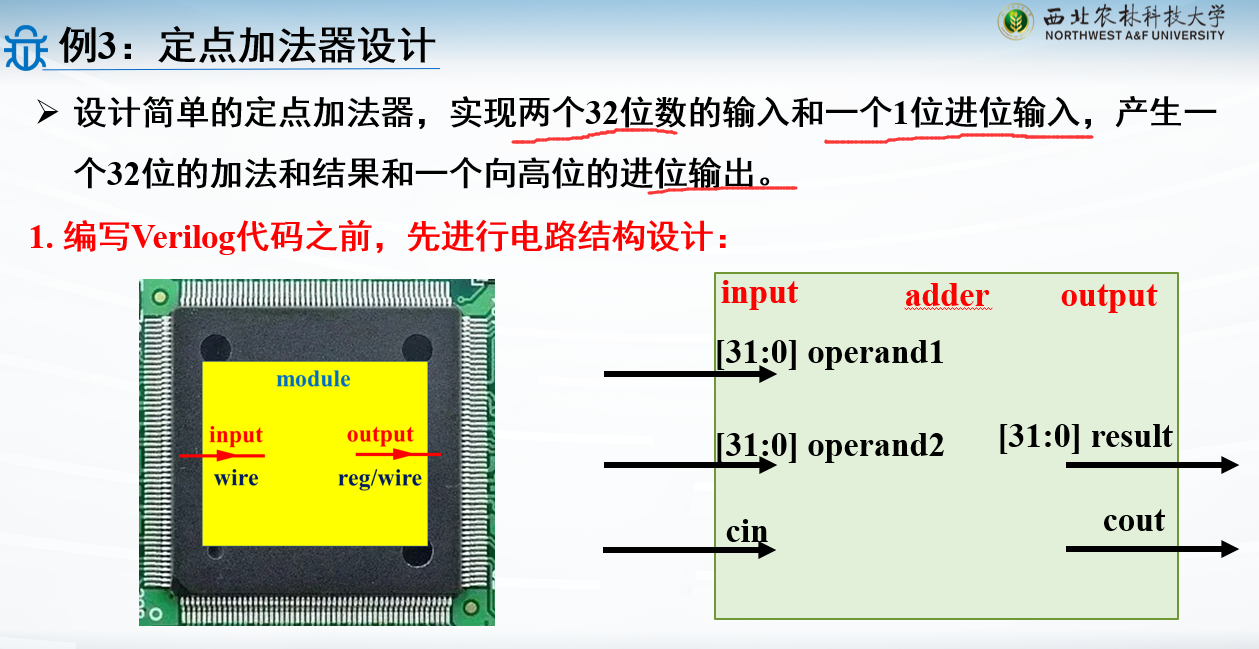 西北农林科技大学
NORTHWEST A&F UNIVERSITY
例3：定点加法器设计
➢ 设计简单的定点加法器，实现两个32位数的输入和一个1位进位输入，产生一
个32位的加法和结果和一个向高位的进位输出。
1. 编写Verilog代码之前，先进行电路结构设计：
module
input output
wire reg/wire
input adder output
[31:0] operand1
[31:0] operand2 [31:0] result
cin cout